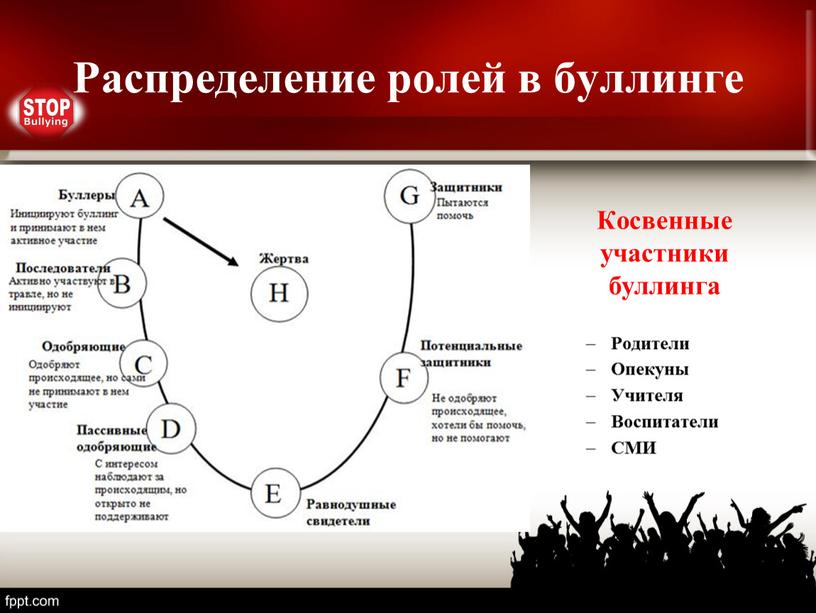 Распределение ролей в буллинге
STOP
Bullying
Буллеры
A
Инициируют буллинг
и принимают в нем
активное участие
Последователи
B
Активно участвуют в
травле, но не
инициируют
Одобряющие
C
Одобряют
происходящее, но сами
не принимают в нем
участие
Пассивные
одобряющие
D
С интересом
наблюдают за
происходящим, но
открыто не
поддерживают
E
Равнодушные
свидетели
Потенциальные
защитники
F
Не одобряют
происходящее,
хотели бы помочь,
но не помогают
G
Защитники
Пытаются
помочь
Жертва
H
Косвенные
участники
буллинга
– Родители
– Опекуны
– Учителя
– Воспитатели
– СМИ
fppt.com